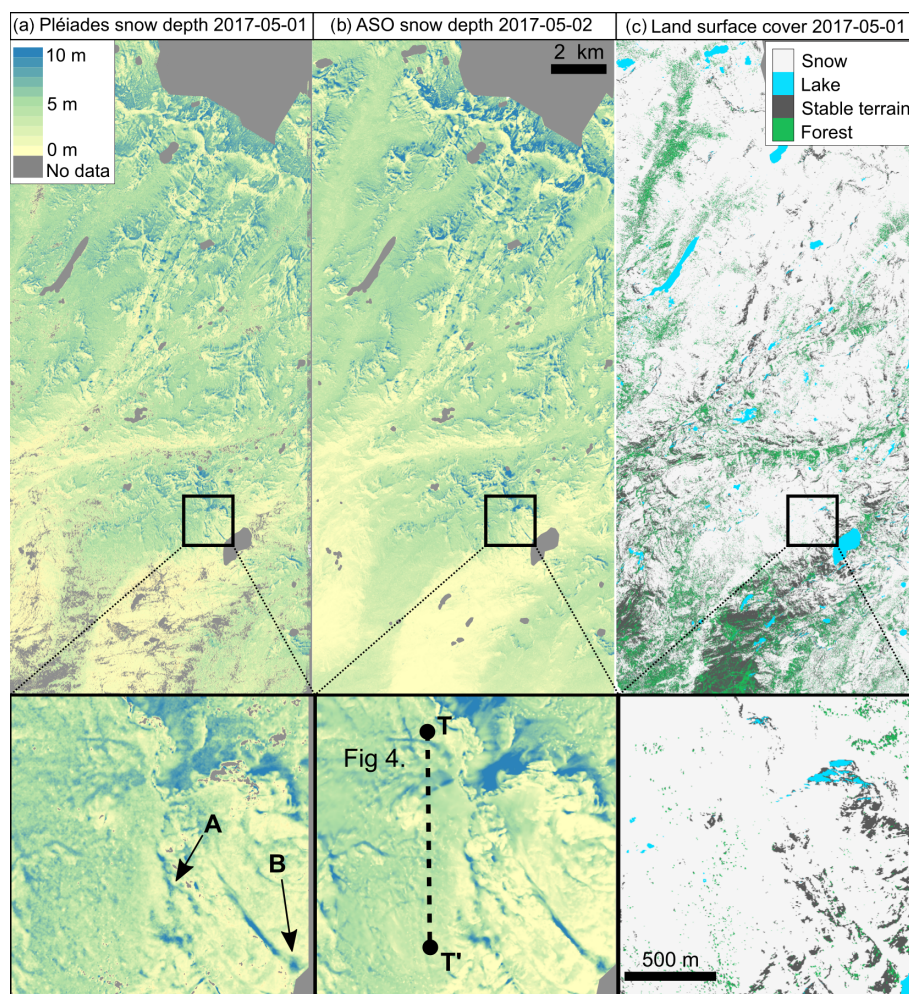 (a) Pléiades snow depth 2017-05-01
(b) ASO snow depth 2017-05-02
(c) Land surface cover 2017-05-01
10 m
5 m
0 m
No data
2 km
Snow
Lake
Stable terrain
Forest
A
B
T
Fig 4.
T'
500 m